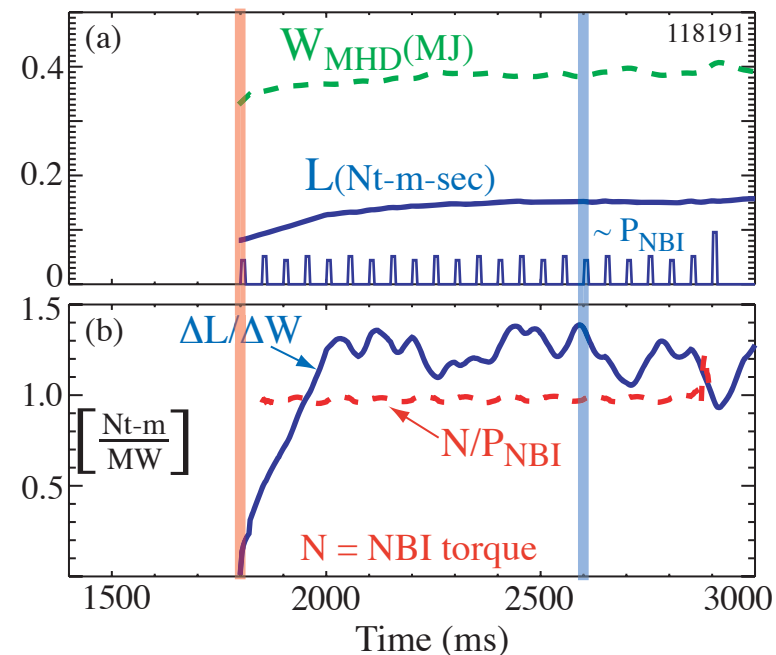 (a)
118191
W_MHD(MJ)
0.4
L(Nt-m-sec)
0.2
~ P_NBI
0
1.5
(b)
ΔL/ΔW
1.0
[Nt-m
MW]
N/P_NBI
0.5
N = NBI torque
1500 2000 2500 3000
Time (ms)